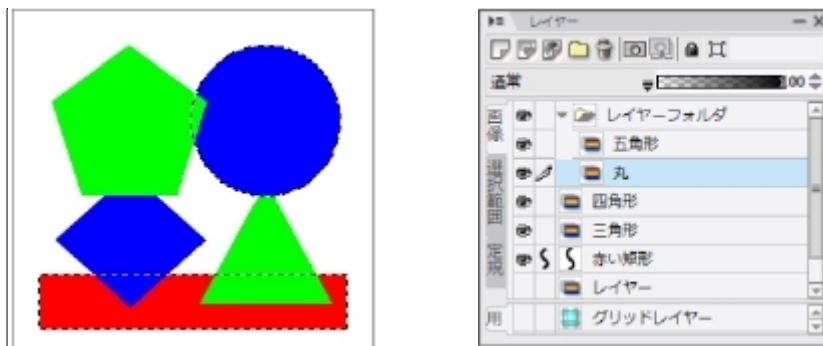 レイヤー
通常 100
画像
選択範囲
定規
用
レイヤーフォルダ
五角形
丸
四角形
三角形
赤い矩形
レイヤー
グリッドレイヤー